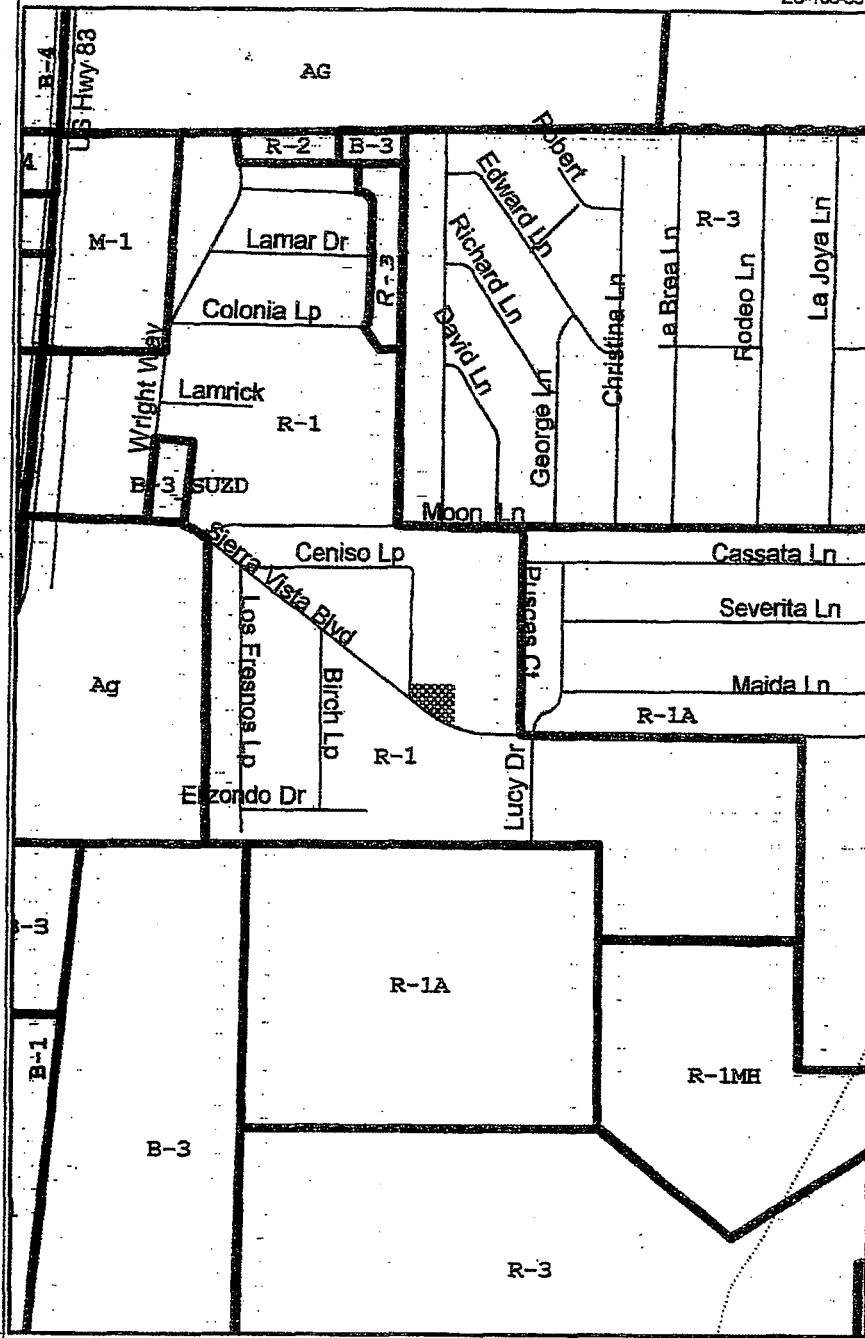 B-4
US Hwy 83
AG
R-2
B-3
4
M-1
Lamar Dr
R-3
Colonia Lp
Wright Way
Lamrick
R-1
B-3 SUZD
Robert
Edward Ln
Richard Ln
David Ln
George Ln
Christina Ln
La Brea Ln
R-3
Rodeo Ln
La Joya Ln
Moon Ln
Sierra Vista Blvd
Ceniso Lp
Cassata Ln
Severita Ln
Maida Ln
R-1A
Ag
Los Fresnos Lp
Birch Lp
R-1
Elizondo Dr
Lucy Dr
B-3
B-1
R-1A
R-1MH
B-3
R-3